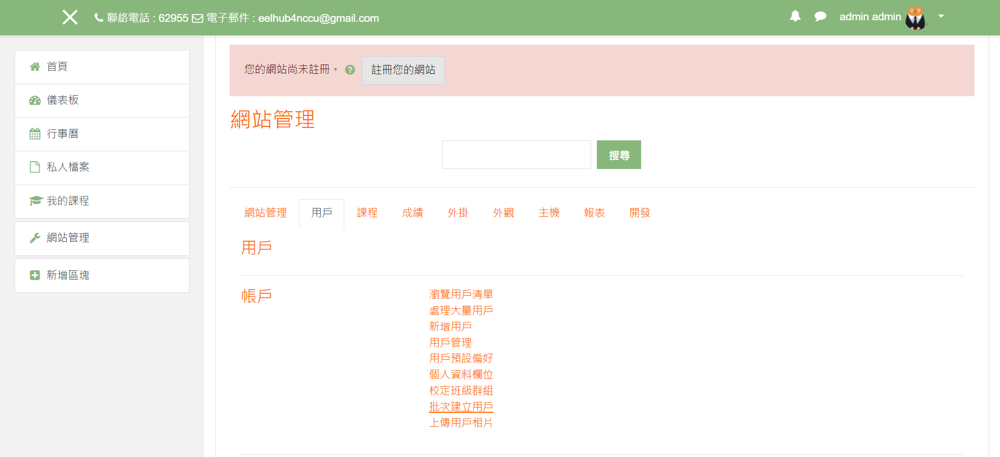 聯絡電話 : 62955 電子郵件 : eelhub4nccu@gmail.com
admin admin
首頁
儀表板
行事曆
私人檔案
我的課程
網站管理
新增區塊
您的網站尚未註冊。 註冊您的網站
網站管理
搜尋
網站管理 用戶 課程 成績 外掛 外觀 主機 報表 開發
用戶
帳戶
瀏覽用戶清單
處理大量用戶
新增用戶
用戶管理
用戶預設偏好
個人資料欄位
校定班級群組
批次建立用戶
上傳用戶相片